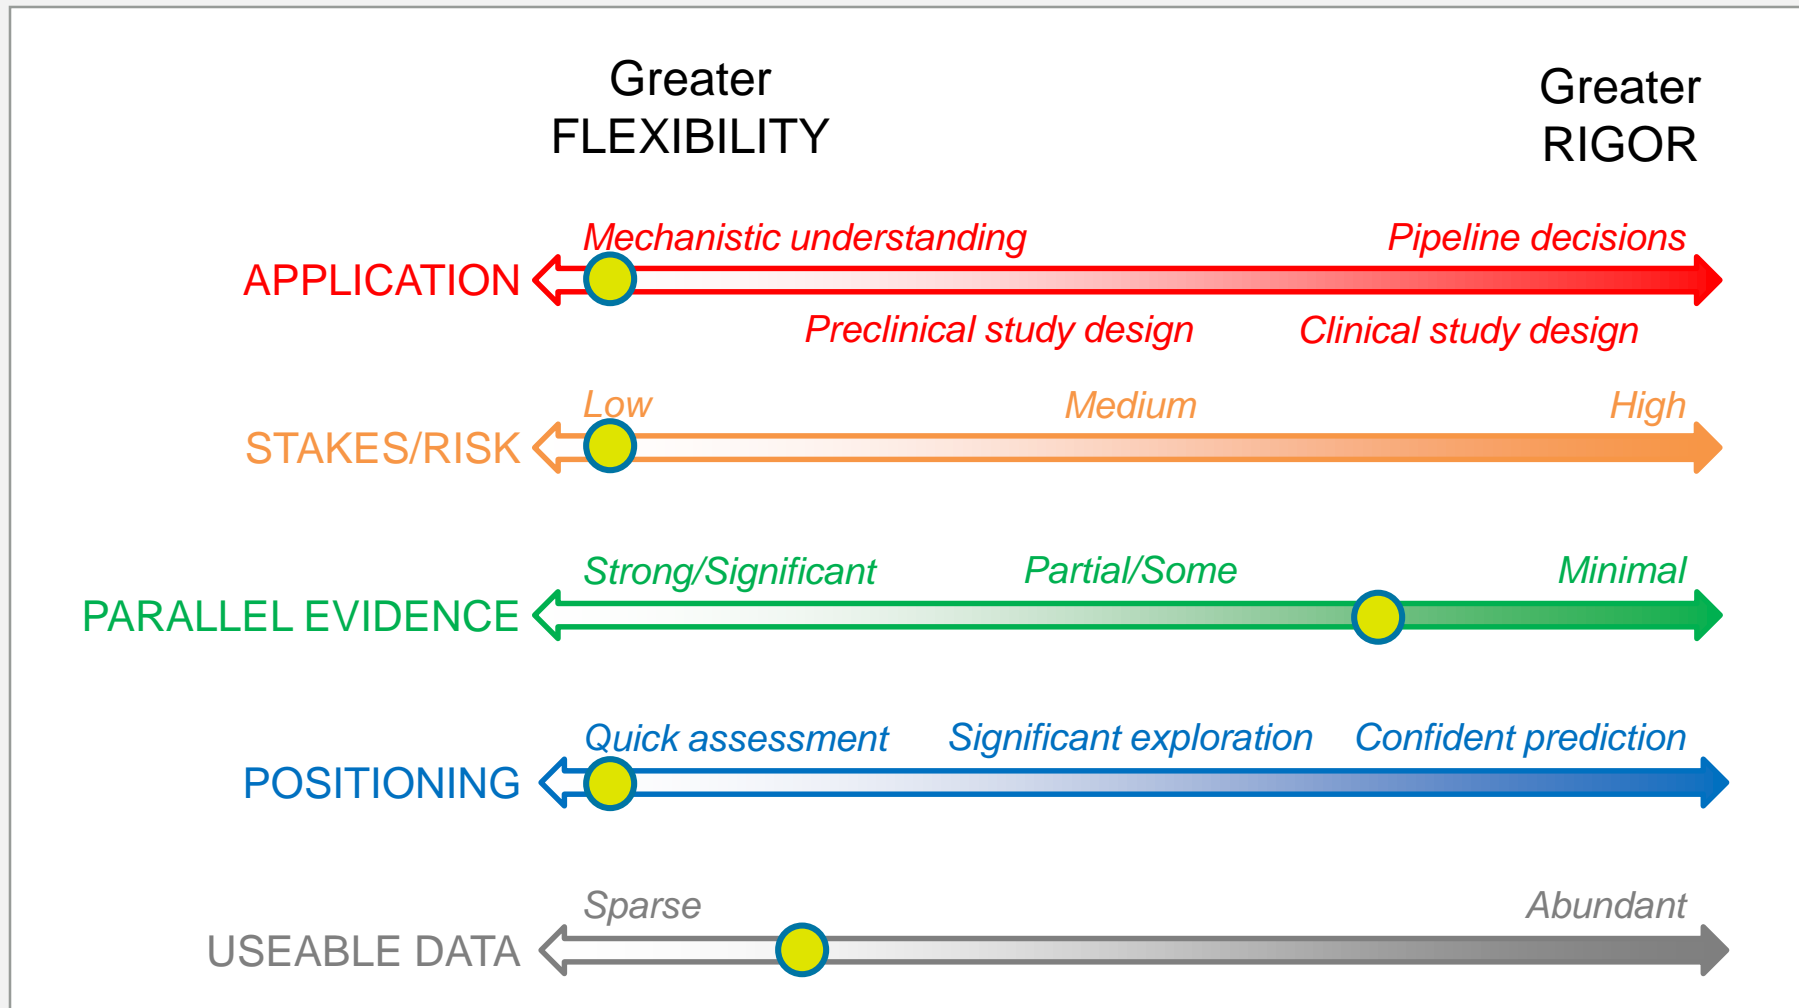 Greater
FLEXIBILITY
Greater
RIGOR
Mechanistic understanding
Pipeline decisions
APPLICATION
Preclinical study design
Clinical study design
Low
Medium
High
STAKES/RISK
Strong/Significant
Partial/Some
Minimal
PARALLEL EVIDENCE
Quick assessment
Significant exploration
Confident prediction
POSITIONING
Sparse
Abundant
USEABLE DATA